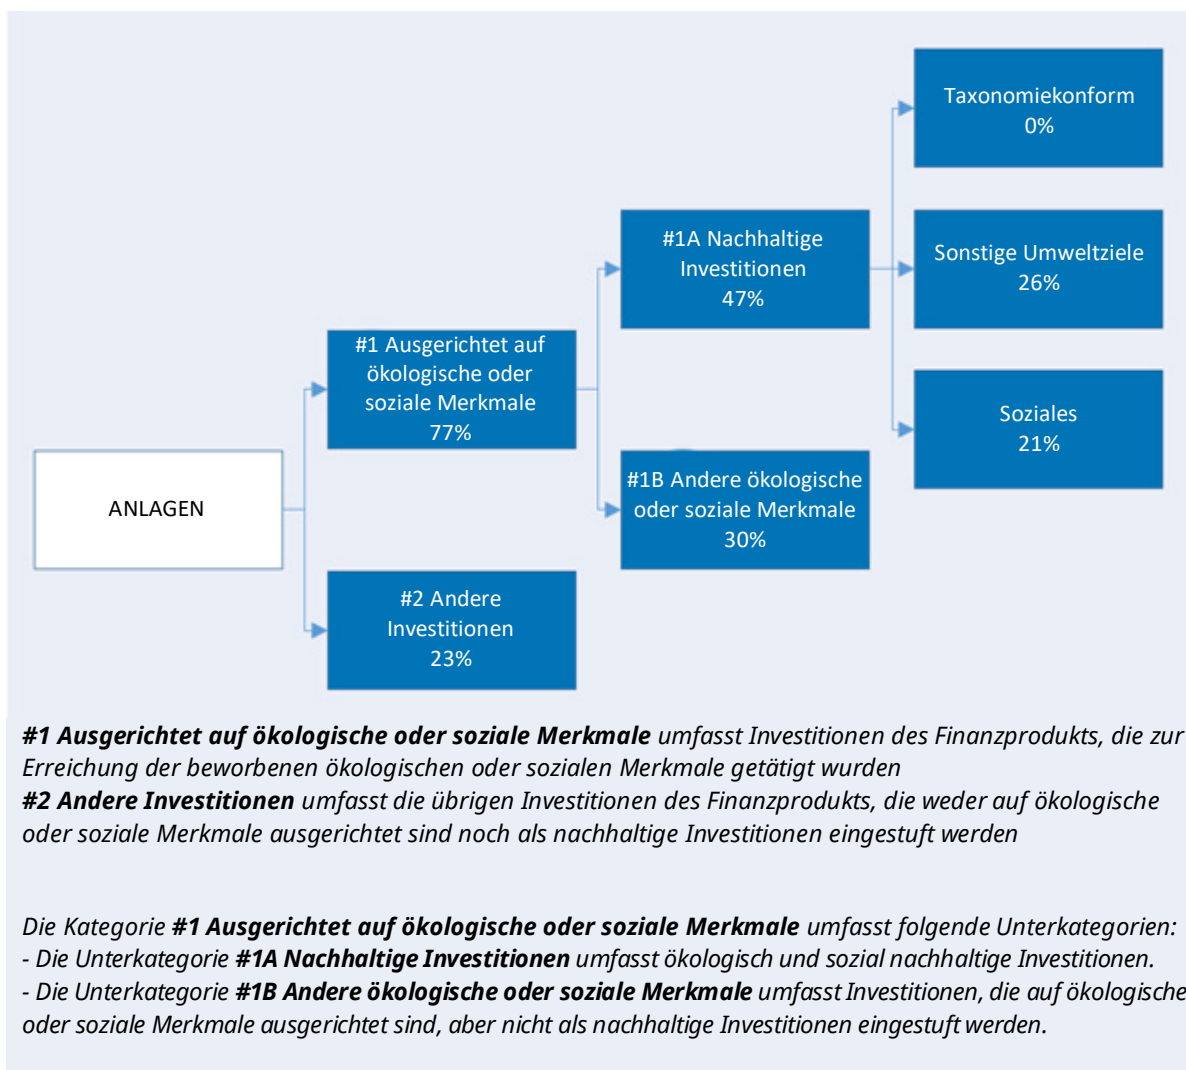 Taxonomiekonform
0%
#1A Nachhaltige
Investitionen
47%
Sonstige Umweltziele
26%
#1 Ausgerichtet auf
ökologische oder
soziale Merkmale
77%
Soziales
21%
#1B Andere ökologische
oder soziale Merkmale
30%
ANLAGEN
#2 Andere
Investitionen
23%
#1 Ausgerichtet auf ökologische oder soziale Merkmale umfasst Investitionen des Finanzprodukts, die zur
Erreichung der beworbenen ökologischen oder sozialen Merkmale getätigt wurden
#2 Andere Investitionen umfasst die übrigen Investitionen des Finanzprodukts, die weder auf ökologische
oder soziale Merkmale ausgerichtet sind noch als nachhaltige Investitionen eingestuft werden
Die Kategorie #1 Ausgerichtet auf ökologische oder soziale Merkmale umfasst folgende Unterkategorien:
- Die Unterkategorie #1A Nachhaltige Investitionen umfasst ökologisch und sozial nachhaltige Investitionen.
- Die Unterkategorie #1B Andere ökologische oder soziale Merkmale umfasst Investitionen, die auf ökologische
oder soziale Merkmale ausgerichtet sind, aber nicht als nachhaltige Investitionen eingestuft werden.